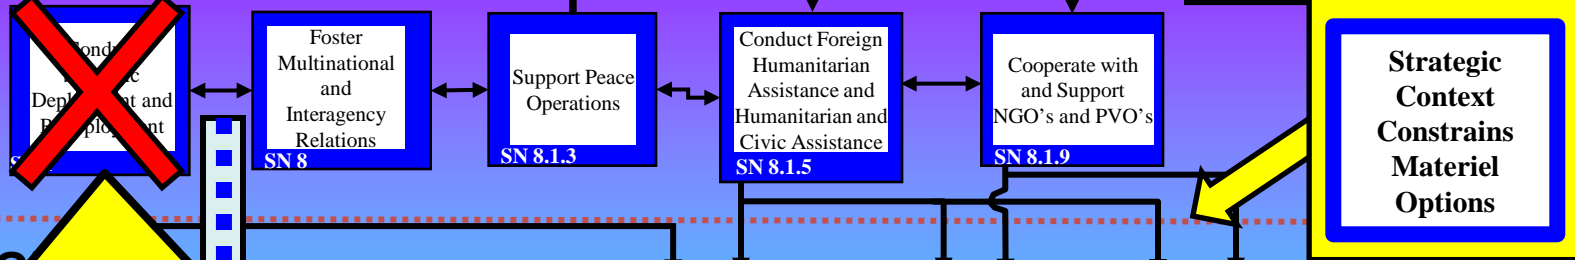 and
Foster
Multinational
and
Interagency
Relations
SN 8
Support Peace
Operations
SN 8.1.3
Conduct Foreign
Humanitarian
Assistance and
Humanitarian and
Civic Assistance
SN 8.1.5
Cooperate with
and Support
NGO's and PVO's
SN 8.1.9
Strategic
Context
Constrains
Materiel
Options